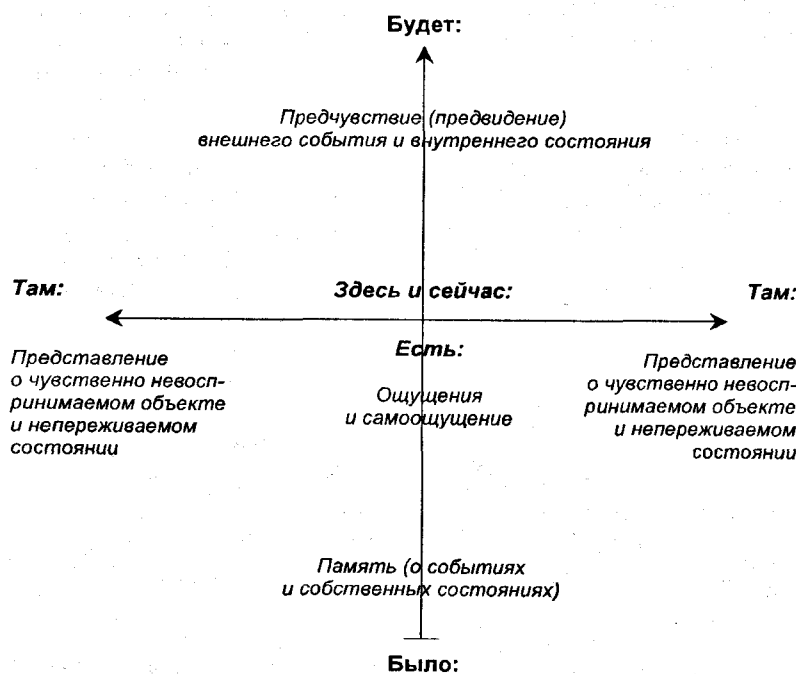 Будет:
Предчувствие (предвидение)
внешнего события и внутреннего состояния
Там:
Здесь и сейчас:
Там:
Есть:
Представление
о чувственно невосп-
ринимаемом объекте
и непереживаемом
состоянии
Ощущения
и самоощущение
Представление
о чувственно невосп-
ринимаемом объекте
и непереживаемом
состоянии
Память (о событиях
и собственных состояниях)
Было: